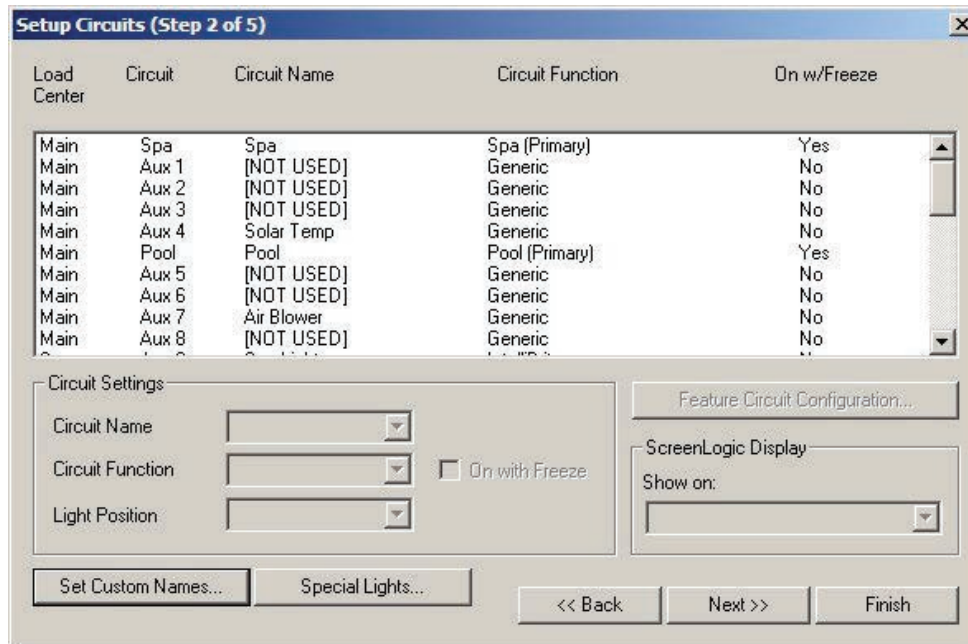 Setup Circuits (Step 2 of 5)
Load Center Circuit Circuit Name Circuit Function On w/Freeze
Main Spa Spa Spa (Primary) Yes
Main Aux 1 [NOT USED] Generic No
Main Aux 2 [NOT USED] Generic No
Main Aux 3 [NOT USED] Generic No
Main Aux 4 Solar Temp Generic No
Main Pool Pool Pool (Primary) Yes
Main Aux 5 [NOT USED] Generic No
Main Aux 6 [NOT USED] Generic No
Main Aux 7 Air Blower Generic No
Main Aux 8 [NOT USED] Generic No
Circuit Settings
Circuit Name
Circuit Function
On with Freeze
Light Position
Feature Circuit Configuration...
ScreenLogic Display
Show on:
Set Custom Names... Special Lights...
<< Back Next >> Finish